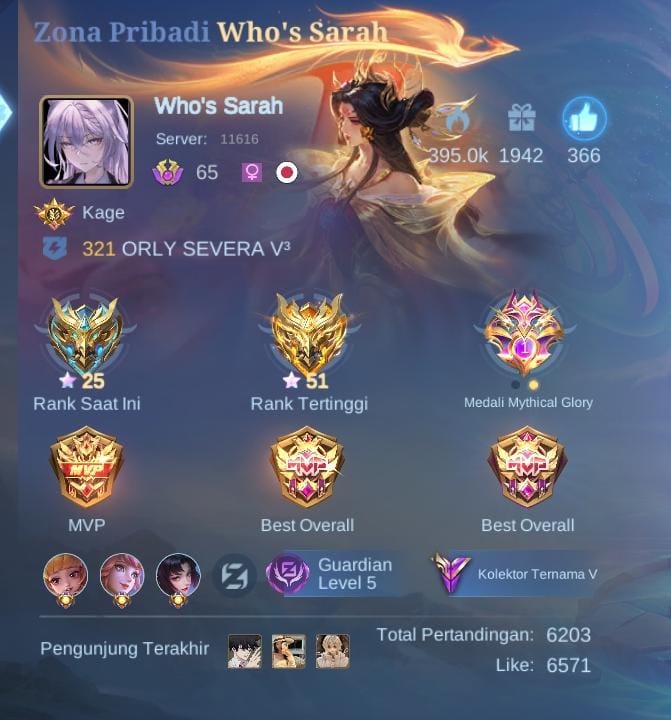 Zona Pribadi Who's Sarah
Who's Sarah
Server: 11616
65
395.0k 1942 366
Kage
321 ORLY SEVERA V³
25
51
1
Rank Saat Ini
Rank Tertinggi
Medali Mythical Glory
MVP
MVP
MVP
MVP
Best Overall
Best Overall
Guardian
Level 5
Kolektor Ternama V
Pengunjung Terakhir
Total Pertandingan: 6203
Like: 6571